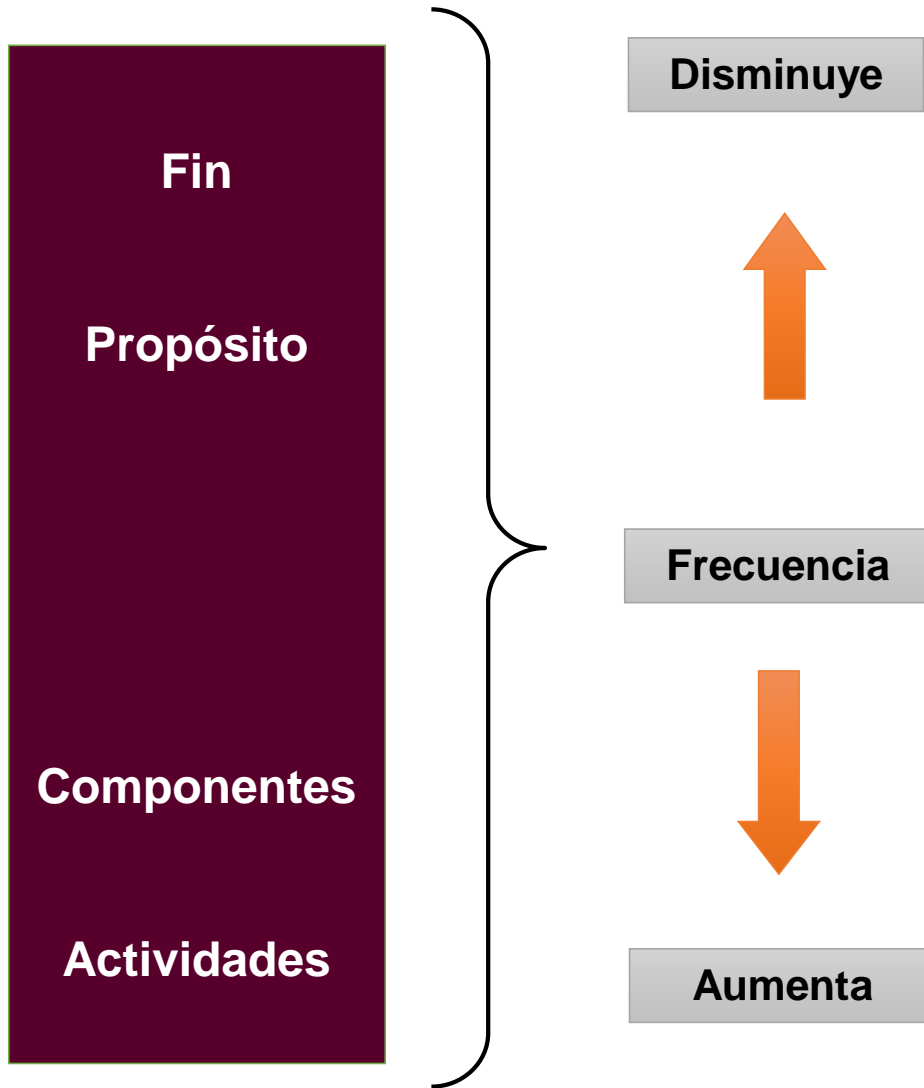 Fin
Propósito
Componentes
Actividades
Disminuye
Frecuencia
Aumenta